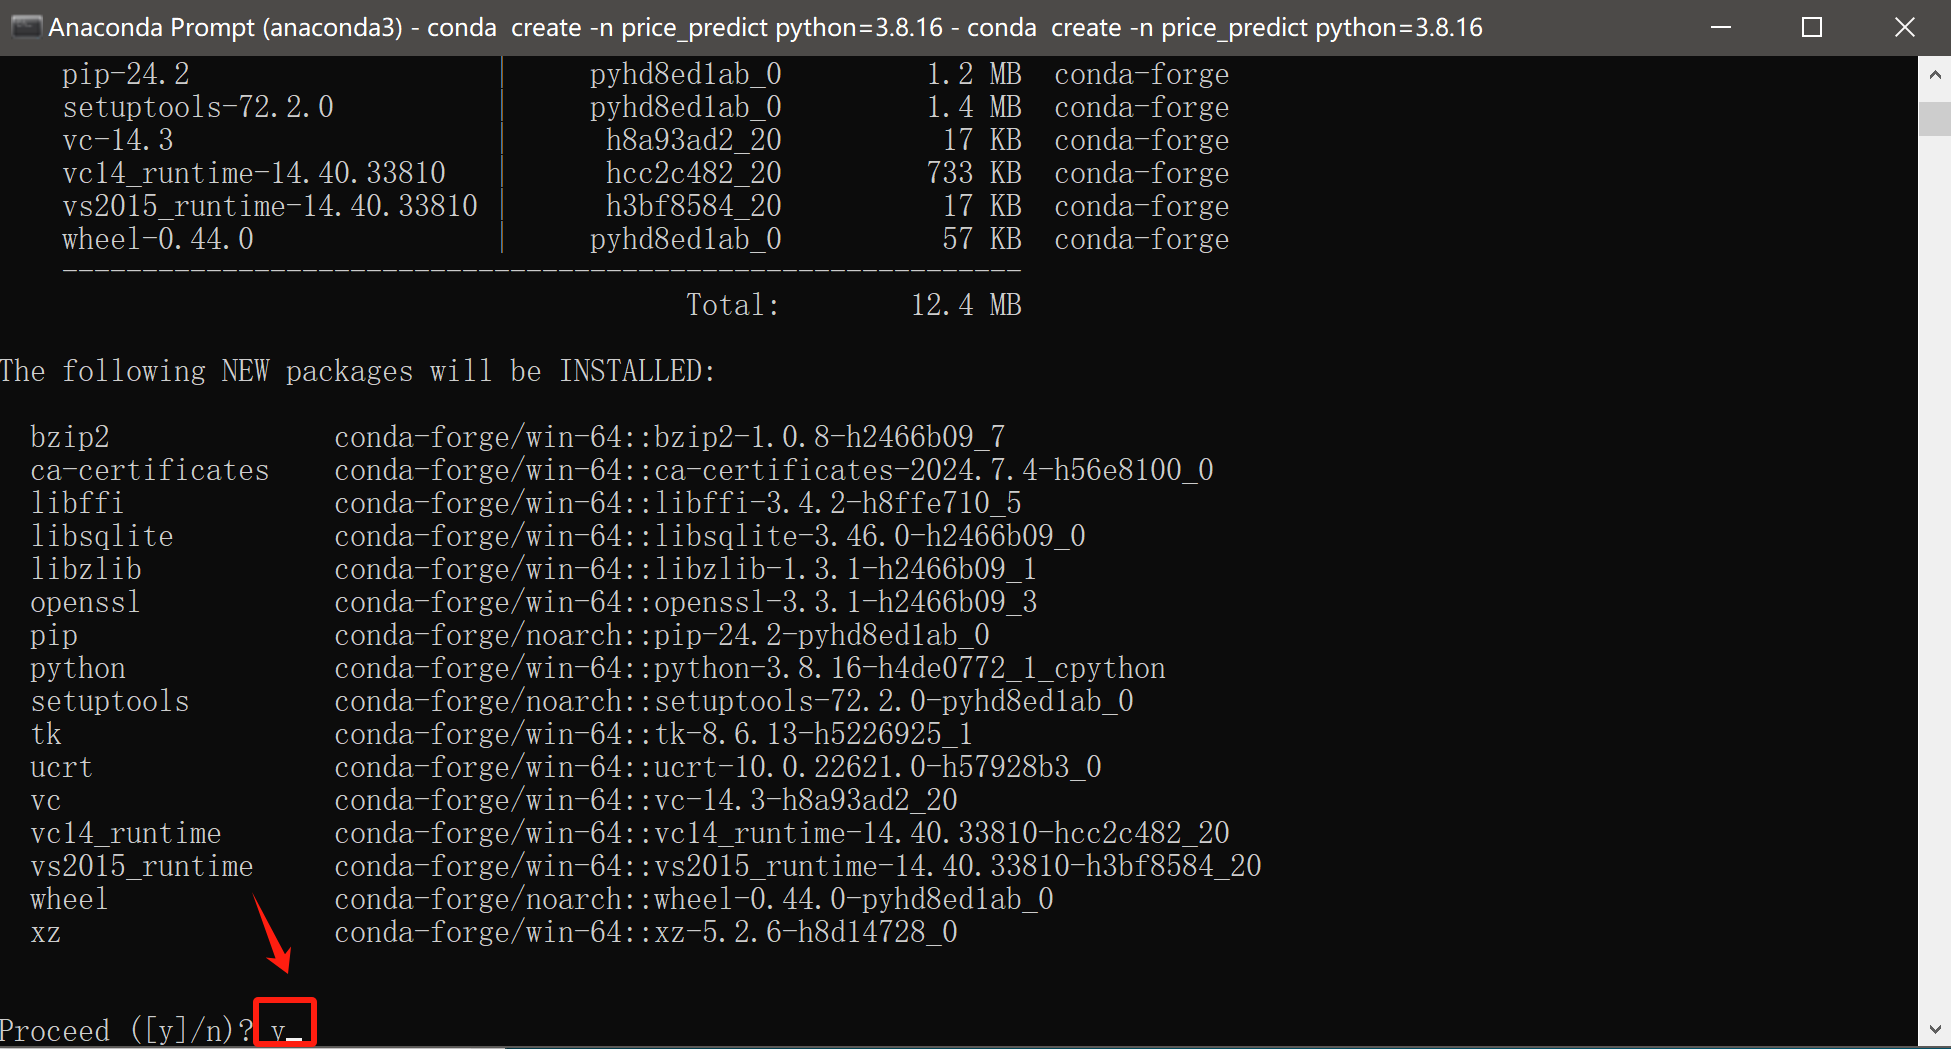 Anaconda Prompt (anaconda3) - conda  create -n price_predict python=3.8.16 - conda  create -n price_predict python=3.8.16
pip-24.2 | pyhd8ed1ab_0 1.2 MB conda-forge
setuptools-72.2.0 | pyhd8ed1ab_0 1.4 MB conda-forge
vc-14.3 | h8a93ad2_20 17 KB conda-forge
vc14_runtime-14.40.33810 | hcc2c482_20 733 KB conda-forge
vs2015_runtime-14.40.33810 | h3bf8584_20 17 KB conda-forge
wheel-0.44.0 | pyhd8ed1ab_0 57 KB conda-forge
------------------------------------------------------------
Total: 12.4 MB
The following NEW packages will be INSTALLED:
bzip2 conda-forge/win-64::bzip2-1.0.8-h2466b09_7
ca-certificates conda-forge/win-64::ca-certificates-2024.7.4-h56e8100_0
libffi conda-forge/win-64::libffi-3.4.2-h8ffe710_5
libsqlite conda-forge/win-64::libsqlite-3.46.0-h2466b09_0
libzlib conda-forge/win-64::libzlib-1.3.1-h2466b09_1
openssl conda-forge/win-64::openssl-3.3.1-h2466b09_3
pip conda-forge/noarch::pip-24.2-pyhd8ed1ab_0
python conda-forge/win-64::python-3.8.16-h4de0772_1_cpython
setuptools conda-forge/noarch::setuptools-72.2.0-pyhd8ed1ab_0
tk conda-forge/win-64::tk-8.6.13-h5226925_1
ucrt conda-forge/win-64::ucrt-10.0.22621.0-h57928b3_0
vc conda-forge/win-64::vc-14.3-h8a93ad2_20
vc14_runtime conda-forge/win-64::vc14_runtime-14.40.33810-hcc2c482_20
vs2015_runtime conda-forge/win-64::vs2015_runtime-14.40.33810-h3bf8584_20
wheel conda-forge/noarch::wheel-0.44.0-pyhd8ed1ab_0
xz conda-forge/win-64::xz-5.2.6-h8d14728_0
Proceed ([y]/n)? y